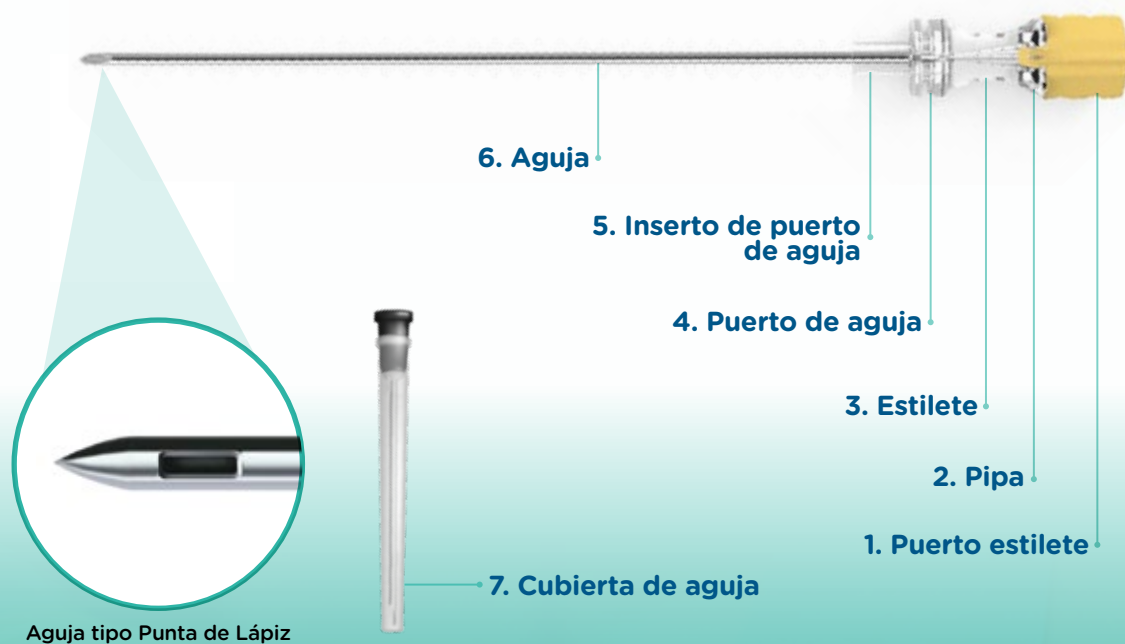 6. Aguja
5. Inserto de puerto
de aguja
4. Puerto de aguja
3. Estilete
2. Pipa
1. Puerto estilete
7. Cubierta de aguja
Aguja tipo Punta de Lápiz